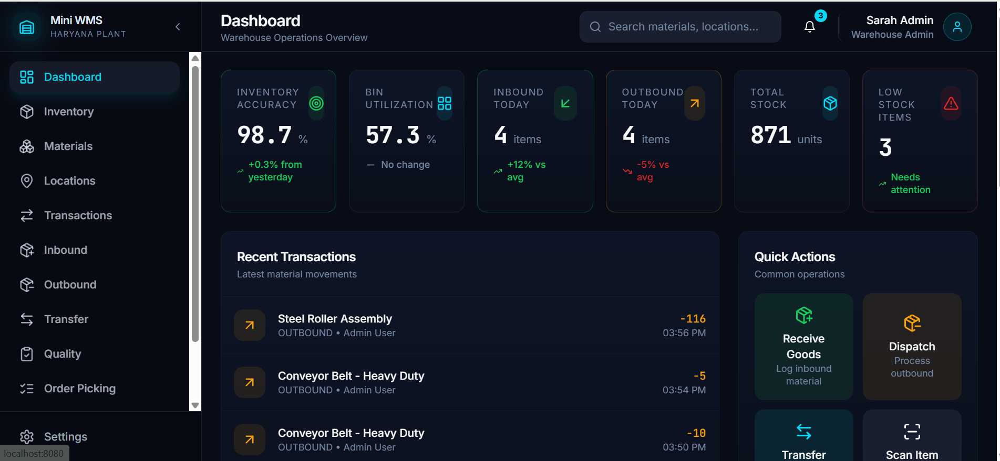 Mini WMS
HARYANA PLANT
Dashboard
Inventory
Materials
Locations
Transactions
Inbound
Outbound
Transfer
Quality
Order Picking
Settings
localhost:8080
Dashboard
Warehouse Operations Overview
Search materials, locations...
3
Sarah Admin
Warehouse Admin
INVENTORY
ACCURACY
98.7 %
+0.3% from
yesterday
BIN
UTILIZATION
57.3 %
No change
INBOUND
TODAY
4 items
+12% vs
avg
OUTBOUND
TODAY
4 items
-5% vs
avg
TOTAL
STOCK
871 units
LOW
STOCK
ITEMS
3
Needs
attention
Recent Transactions
Latest material movements
Steel Roller Assembly
-116
OUTBOUND • Admin User
03:56 PM
Conveyor Belt - Heavy Duty
-5
OUTBOUND • Admin User
03:54 PM
Conveyor Belt - Heavy Duty
-10
OUTBOUND • Admin User
03:50 PM
Quick Actions
Common operations
Receive
Goods
Log inbound
material
Dispatch
Process
outbound
Transfer
Scan Item